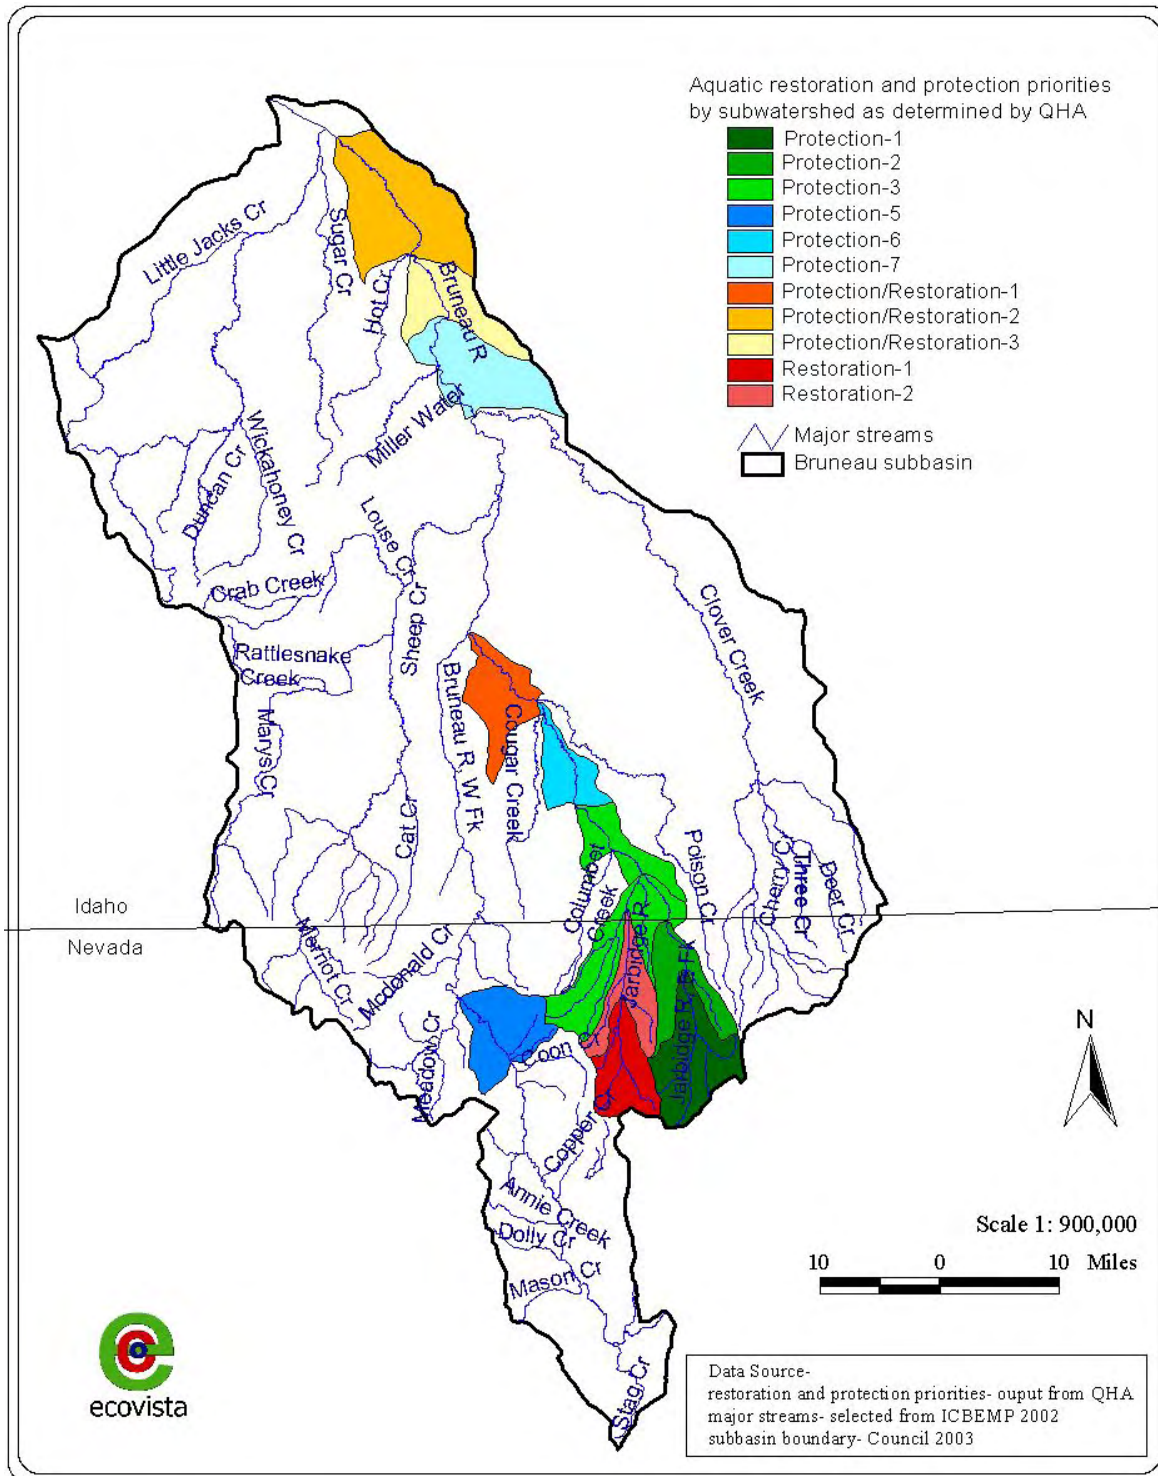 Aquatic restoration and protection priorities
by subwatershed as determined by QHA
Protection-1
Protection-2
Protection-3
Protection-5
Protection-6
Protection-7
Protection/Restoration-1
Protection/Restoration-2
Protection/Restoration-3
Restoration-1
Restoration-2
Major streams
Bruneau subbasin
Little Jacks Cr
Sugar Cr
Hot Cr
Bruneau R
Miller Water
Wickahoney Cr
Duncan Cr
Louse Cr
Crab Creek
Sheep Cr
Clover Creek
Rattlesnake
Creek
Marys Cr
Bruneau R W Fk
Cougar Creek
Cat Cr
Columbet
Creek
Poison Cr
Cherry Cr
Three Cr
Deer Cr
Idaho
Nevada
Merriot Cr
Mcdonald Cr
Jarbidge R
Jarbidge R, E Fk
Meadow Cr
Coon Cr
Copper Cr
N
Annie Creek
Dolly Cr
Mason Cr
Stag Cr
Scale 1: 900,000
10 0 10 Miles
ecovista
Data Source-
restoration and protection priorities- ouput from QHA
major streams- selected from ICBEMP 2002
subbasin boundary- Council 2003